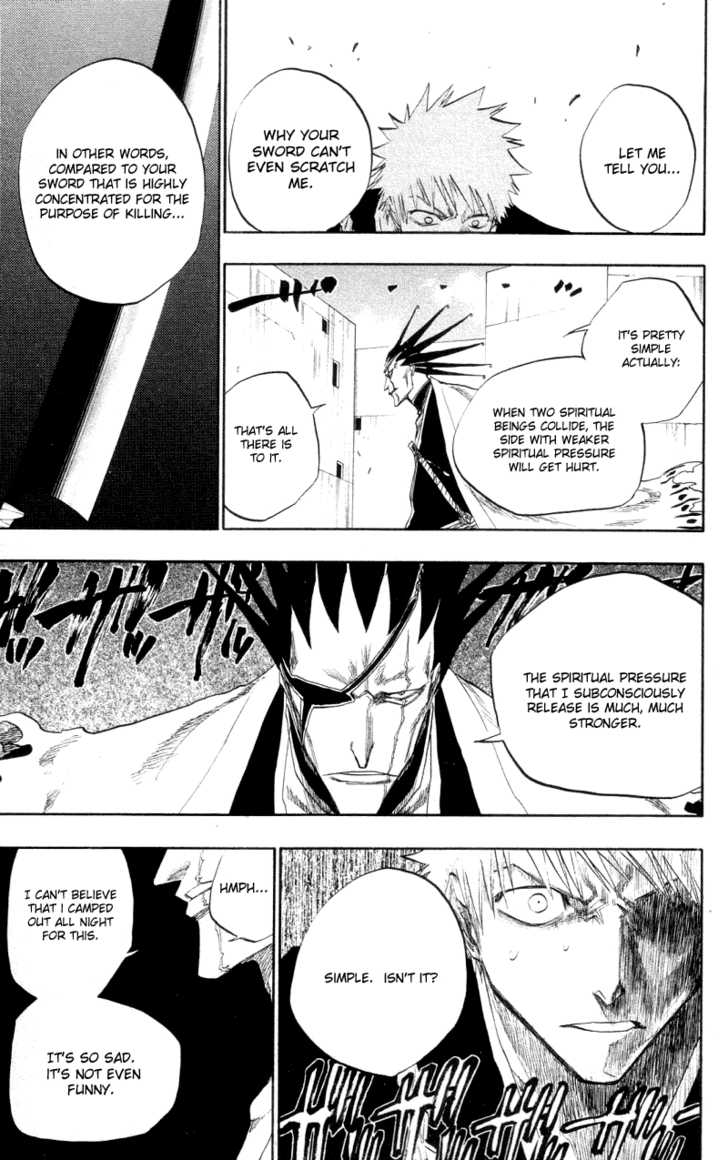 LET ME
TELL YOU...
WHY YOUR
SWORD CAN'T
EVEN SCRATCH
ME.
IT'S PRETTY
SIMPLE
ACTUALLY:
WHEN TWO SPIRITUAL
BEINGS COLLIDE, THE
SIDE WITH WEAKER
SPIRITUAL PRESSURE
WILL GET HURT.
THAT'S ALL
THERE IS
TO IT.
IN OTHER WORDS,
COMPARED TO YOUR
SWORD THAT IS HIGHLY
CONCENTRATED FOR THE
PURPOSE OF KILLING...
THE SPIRITUAL PRESSURE
THAT I SUBCONSCIOUSLY
RELEASE IS MUCH, MUCH
STRONGER.
SIMPLE. ISN'T IT?
HMPH...
I CAN'T BELIEVE
THAT I CAMPED
OUT ALL NIGHT
FOR THIS.
IT'S SO SAD.
IT'S NOT EVEN
FUNNY.